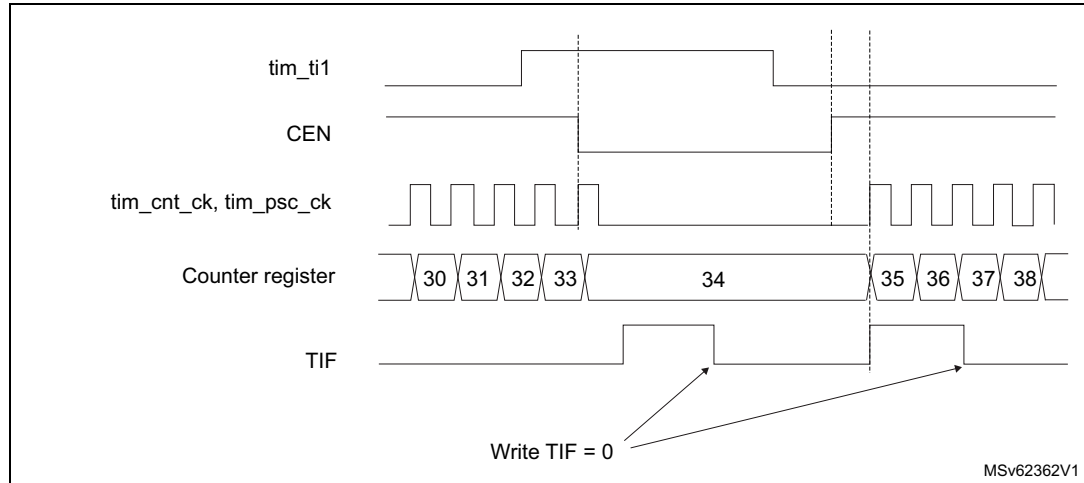 tim_ti1
CEN
tim_cnt_ck, tim_psc_ck
Counter register
30 31 32 33 34 35 36 37 38
TIF
Write TIF = 0
MSv62362V1